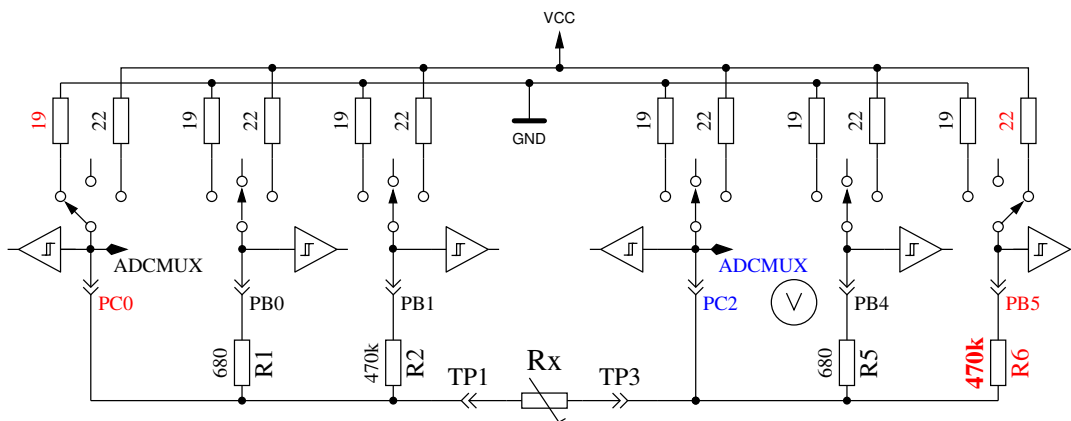 VCC
19
22
19
22
19
22
GND
19
22
19
22
19
22
ADCMUX
ADCMUX
PC0
PB0
PB1
PC2
V
PB4
PB5
680
R1
470k
R2
TP1
Rx
TP3
680
R5
470k
R6